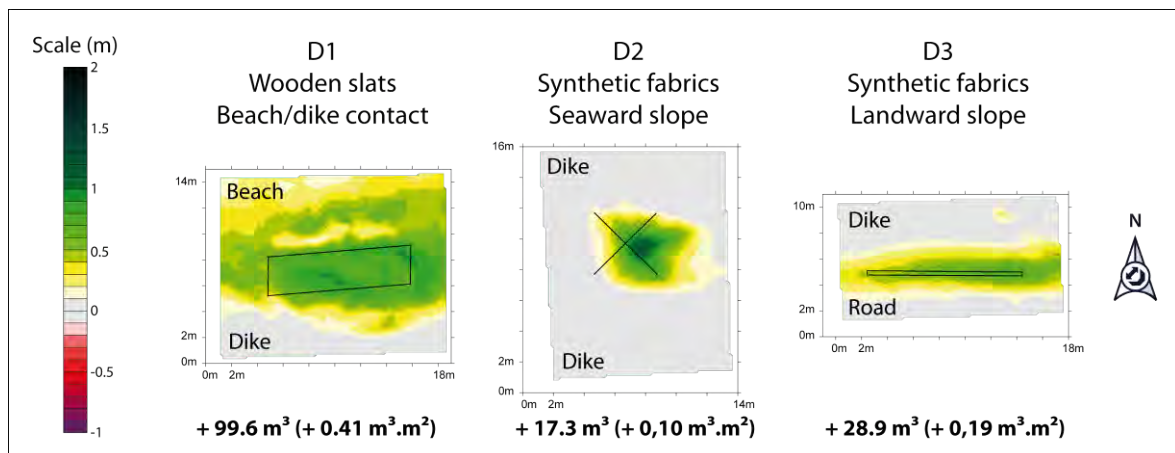 Scale (m)
2
1.5
1
0.5
0
-0.5
-1
D1
Wooden slats
Beach/dike contact
14m
Beach
Dike
2m
0m
0m 2m 18m
+ 99.6 m³ (+ 0.41 m³.m²)
D2
Synthetic fabrics
Seaward slope
16m
Dike
Dike
2m
0m
0m 2m 14m
+ 17.3 m³ (+ 0,10 m³.m²)
D3
Synthetic fabrics
Landward slope
10m
Dike
Road
2m
0m
0m 2m 18m
+ 28.9 m³ (+ 0,19 m³.m²)
N